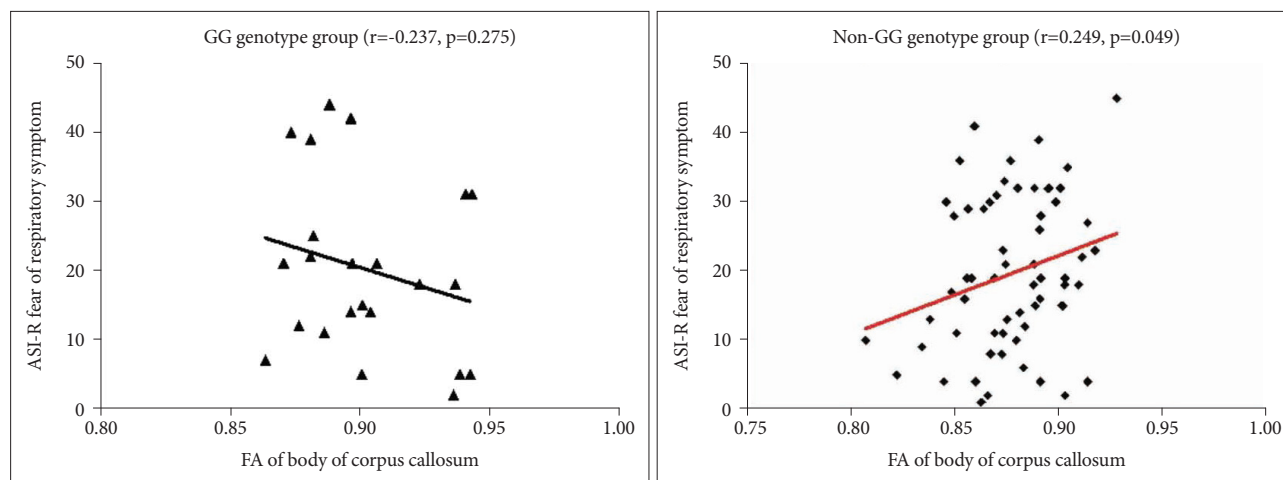 GG genotype group (r=-0.237, p=0.275)
50
40
30
20
10
0
ASI-R fear of respiratory symptom
0.80 0.85 0.90 0.95 1.00
FA of body of corpus callosum
Non-GG genotype group (r=0.249, p=0.049)
50
40
30
20
10
0
ASI-R fear of respiratory symptom
0.75 0.80 0.85 0.90 0.95 1.00
FA of body of corpus callosum